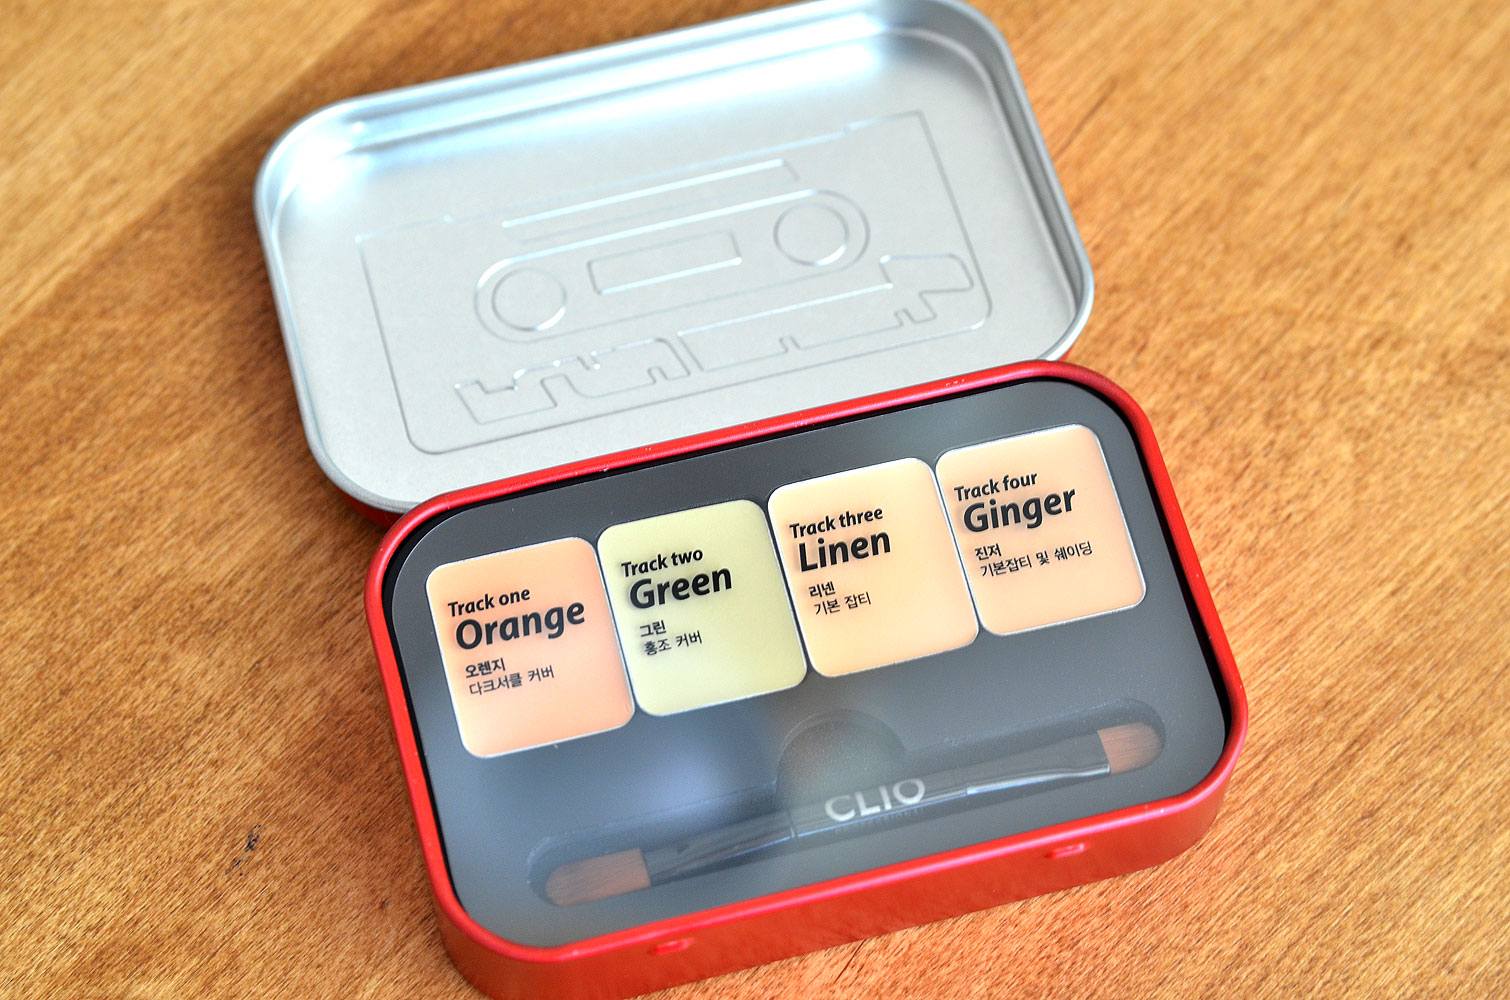 Track one
Orange
오렌지
다크서클 커버
Track two
Green
그린
홍조 커버
Track three
Linen
리넨
기본 잡티
Track four
Ginger
진저
기본잡티 및 쉐이딩
CLIO